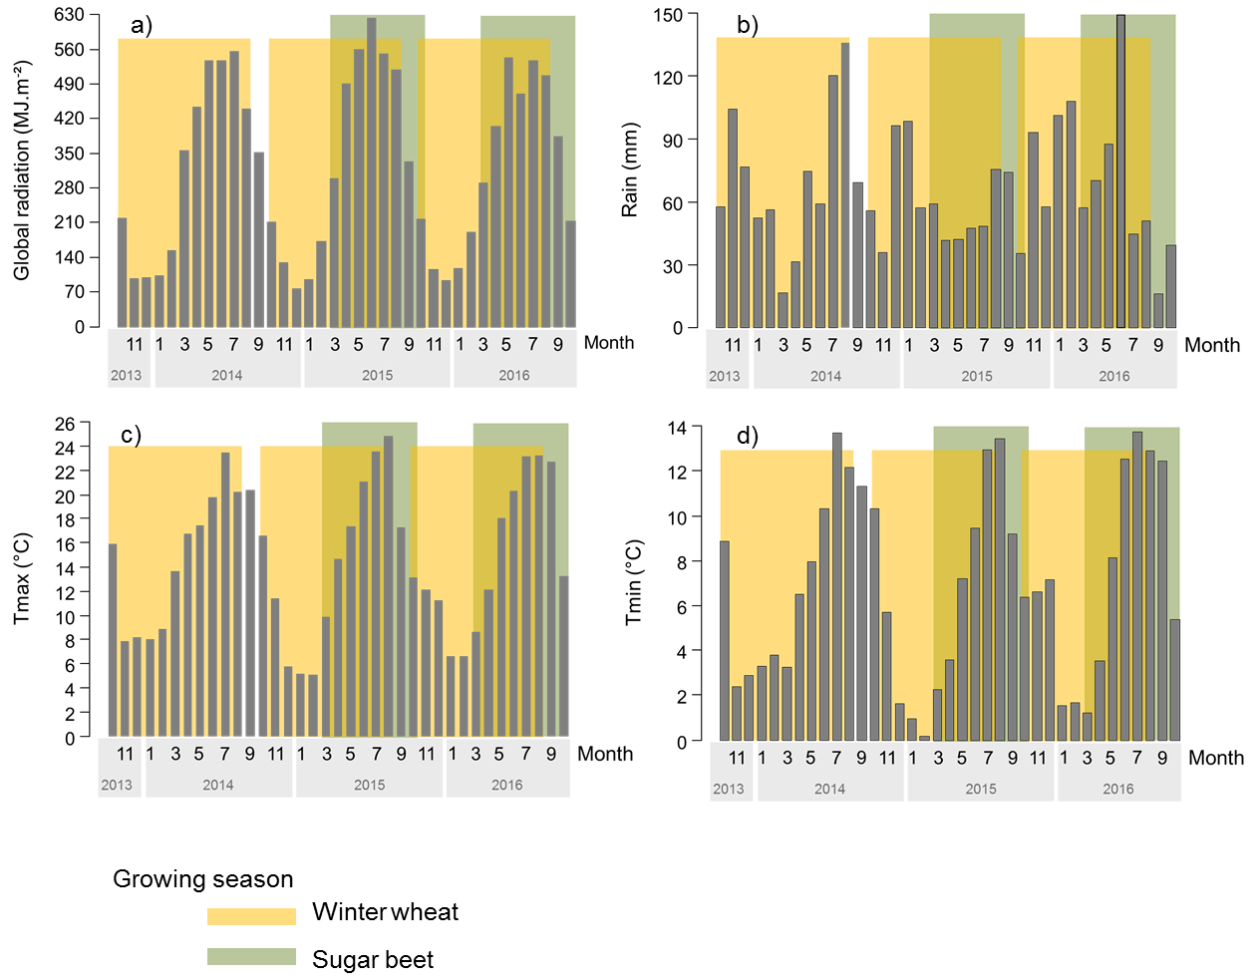 a)
Global radiation (MJ.m⁻²)
630
560
490
420
350
280
210
140
70
0
11 1 3 5 7 9 11 1 3 5 7 9 11 1 3 5 7 9 Month
2013 2014 2015 2016
b)
Rain (mm)
150
120
90
60
30
0
11 1 3 5 7 9 11 1 3 5 7 9 11 1 3 5 7 9 Month
2013 2014 2015 2016
c)
Tmax (°C)
26
24
22
20
18
16
14
12
10
8
6
4
2
0
11 1 3 5 7 9 11 1 3 5 7 9 11 1 3 5 7 9 Month
2013 2014 2015 2016
d)
Tmin (°C)
14
12
10
8
6
4
2
0
11 1 3 5 7 9 11 1 3 5 7 9 11 1 3 5 7 9 Month
2013 2014 2015 2016
Growing season
Winter wheat
Sugar beet